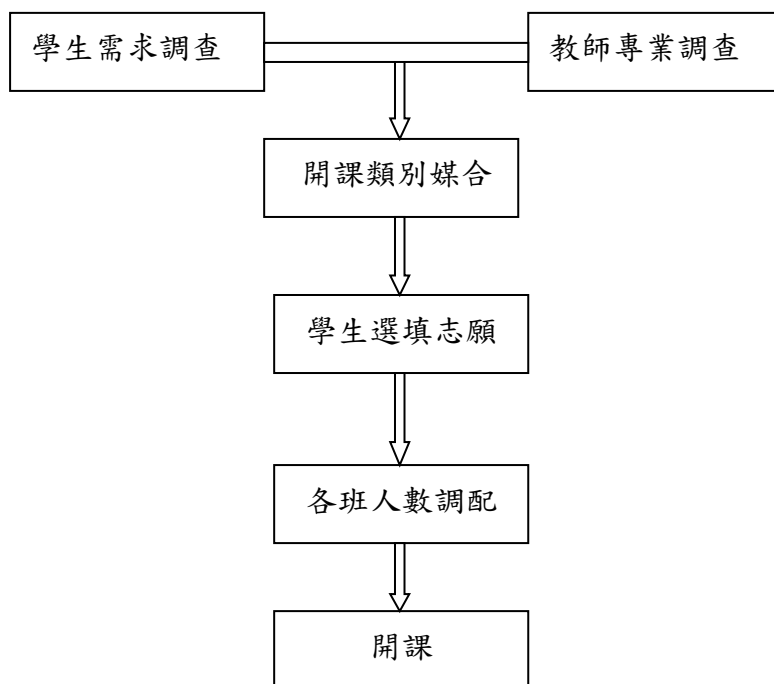 學生需求調查
教師專業調查
開課類別媒合
學生選填志願
各班人數調配
開課